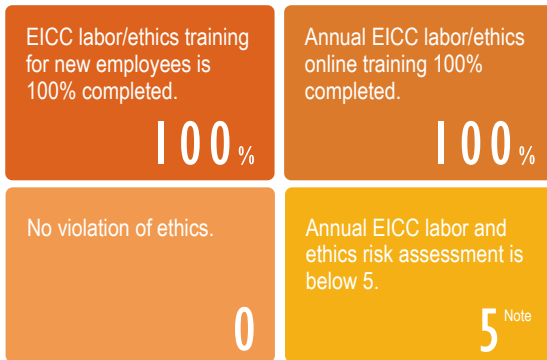 EICC labor/ethics training
for new employees is
100% completed.
100%
Annual EICC labor/ethics
online training 100%
completed.
100%
No violation of ethics.
0
Annual EICC labor and
ethics risk assessment is
below 5.
5 Note